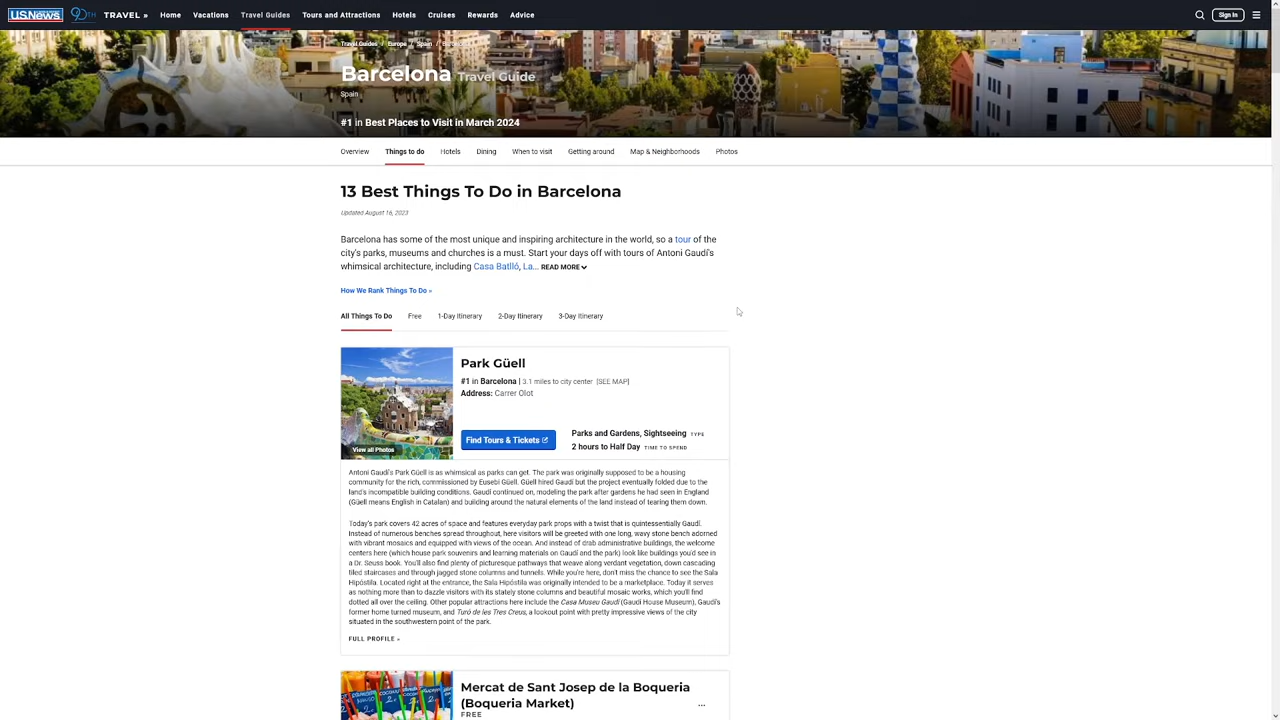 U.S.News 90TH TRAVEL » Home Vacations Travel Guides Tours and Attractions Hotels Cruises Rewards Advice Sign In
Travel Guides / Europe / Spain /
Barcelona Travel Guide
Spain
#1 in Best Places to Visit in March 2024
Overview Things to do Hotels Dining When to visit Getting around Map & Neighborhoods Photos
13 Best Things To Do in Barcelona
Updated August 16, 2023
Barcelona has some of the most unique and inspiring architecture in the world, so a tour of the
city's parks, museums and churches is a must. Start your days off with tours of Antoni Gaudí's
whimsical architecture, including Casa Batlló, La... READ MORE
How We Rank Things To Do »
All Things To Do Free 1-Day Itinerary 2-Day Itinerary 3-Day Itinerary
Park Güell
#1 in Barcelona | 3.1 miles to city center [SEE MAP]
Address: Carrer Olot
Find Tours & Tickets
Parks and Gardens, Sightseeing TYPE
2 hours to Half Day TIME TO SPEND
View all Photos
Antoni Gaudí's Park Güell is as whimsical as parks can get. The park was originally supposed to be a housing
community for the rich, commissioned by Eusebi Güell. Güell hired Gaudí but the project eventually folded due to the
land's incompatible building conditions. Gaudí continued on, modeling the park after gardens he had seen in England
(Güell means English in Catalan) and building around the natural elements of the land instead of tearing them down.
Today's park covers 42 acres of space and features everyday park props with a twist that is quintessentially Gaudí.
Instead of numerous benches spread throughout, here visitors will be greeted with one long, wavy stone bench adorned
with vibrant mosaics and equipped with views of the ocean. And instead of drab administrative buildings, the welcome
centers here (which house park souvenirs and learning materials on Gaudí and the park) look like buildings you'd see in
a Dr. Seuss book. You'll also find plenty of picturesque pathways that weave along verdant vegetation, down cascading
tiled staircases and through jagged stone columns and tunnels. While you're here, don't miss the chance to see the Sala
Hipóstila. Located right at the entrance, the Sala Hipóstila was originally intended to be a marketplace. Today it serves
as nothing more than to dazzle visitors with its stately stone columns and beautiful mosaic works, which you'll find
dotted all over the ceiling. Other popular attractions here include the Casa Museu Gaudí (Gaudí House Museum), Gaudí's
former home turned museum, and Turó de les Tres Creus, a lookout point with pretty impressive views of the city
situated in the southwestern point of the park.
FULL PROFILE »
Mercat de Sant Josep de la Boqueria
(Boqueria Market)
FREE